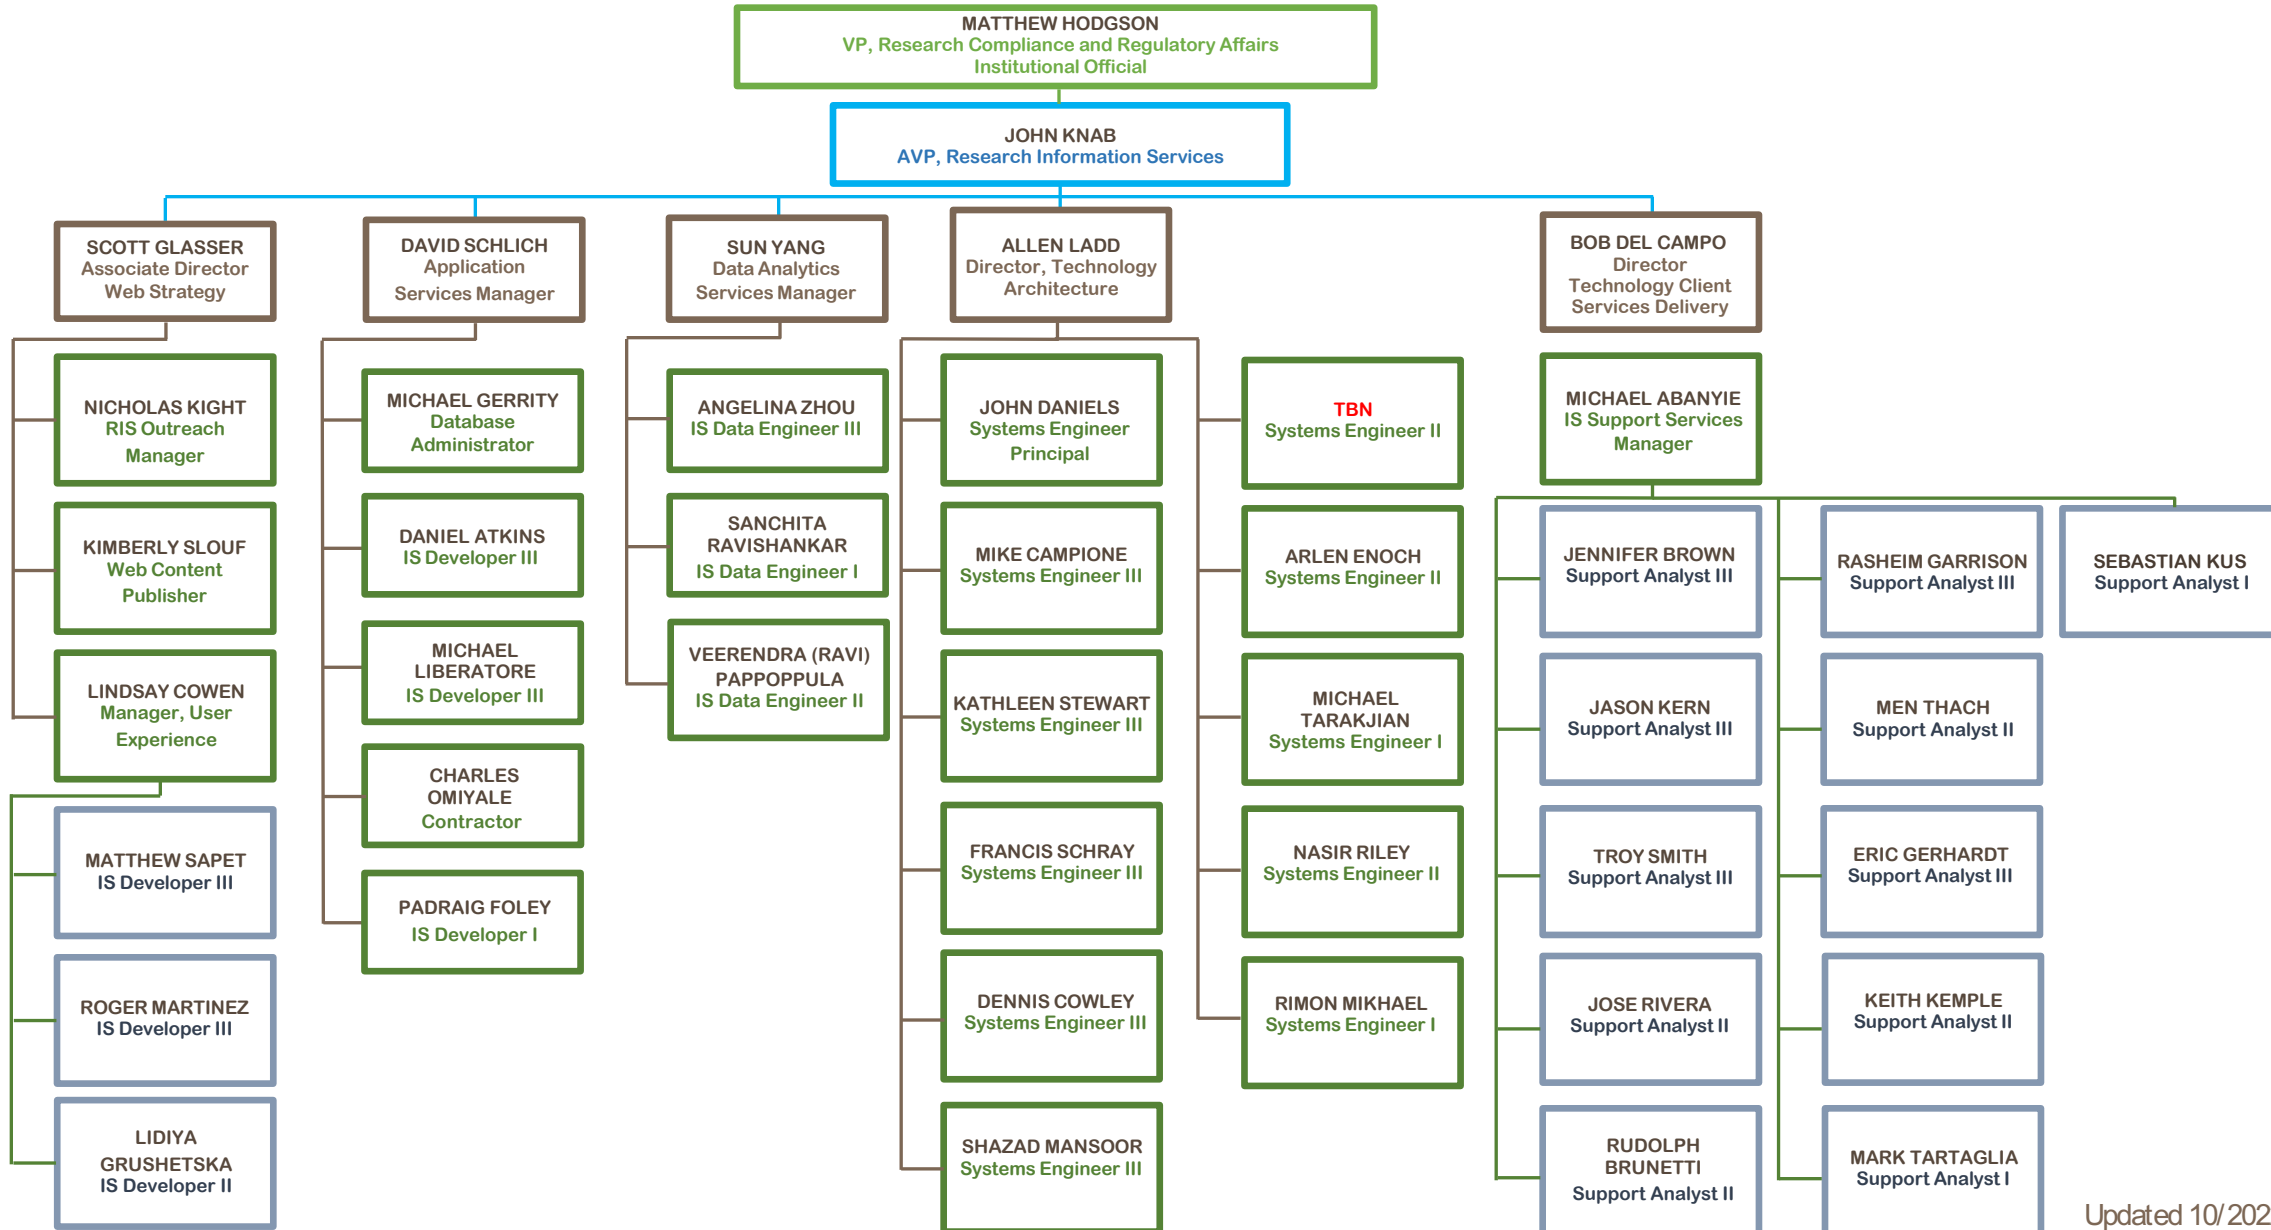 MATTHEW HODGSON
VP, Research Compliance and Regulatory Affairs
Institutional Official
JOHN KNAB
AVP, Research Information Services
SCOTT GLASSER
Associate Director
Web Strategy
DAVID SCHLICH
Application
Services Manager
SUN YANG
Data Analytics
Services Manager
ALLEN LADD
Director, Technology
Architecture
BOB DEL CAMPO
Director
Technology Client
Services Delivery
NICHOLAS KIGHT
RIS Outreach
Manager
KIMBERLY SLOUF
Web Content
Publisher
LINDSAY COWEN
Manager, User
Experience
MATTHEW SAPET
IS Developer III
ROGER MARTINEZ
IS Developer III
LIDIYA
GRUSHETSKA
IS Developer II
MICHAEL GERRITY
Database
Administrator
DANIEL ATKINS
IS Developer III
MICHAEL
LIBERATORE
IS Developer III
CHARLES
OMIYALE
Contractor
PADRAIG FOLEY
IS Developer I
ANGELINA ZHOU
IS Data Engineer III
SANCHITA
RAVISHANKAR
IS Data Engineer I
VEERENDRA (RAVI)
PAPPOPPULA
IS Data Engineer II
JOHN DANIELS
Systems Engineer
Principal
MIKE CAMPIONE
Systems Engineer III
KATHLEEN STEWART
Systems Engineer III
FRANCIS SCHRAY
Systems Engineer III
DENNIS COWLEY
Systems Engineer III
SHAZAD MANSOOR
Systems Engineer III
TBN
Systems Engineer II
ARLEN ENOCH
Systems Engineer II
MICHAEL
TARAKJIAN
Systems Engineer I
NASIR RILEY
Systems Engineer II
RIMON MIKHAEL
Systems Engineer I
MICHAEL ABANYIE
IS Support Services
Manager
JENNIFER BROWN
Support Analyst III
JASON KERN
Support Analyst III
TROY SMITH
Support Analyst III
JOSE RIVERA
Support Analyst II
RUDOLPH
BRUNETTI
Support Analyst II
RASHEIM GARRISON
Support Analyst III
MEN THACH
Support Analyst II
ERIC GERHARDT
Support Analyst III
KEITH KEMPLE
Support Analyst II
MARK TARTAGLIA
Support Analyst I
SEBASTIAN KUS
Support Analyst I
Updated 10/202